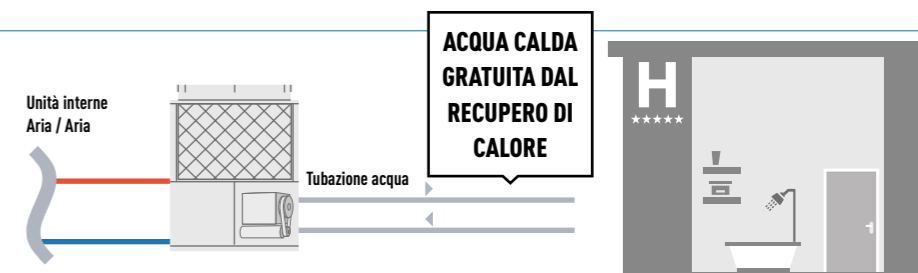 ACQUA CALDA
GRATUITA DAL
RECUPERO DI
CALORE
Unità interne
Aria / Aria
Tubazione acqua
H
★★★★★